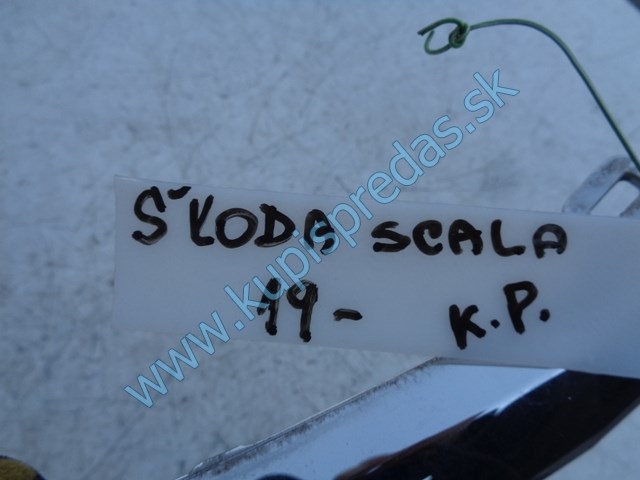 ŠKODA SCALA
19- K.P.
www.kupispredas.sk